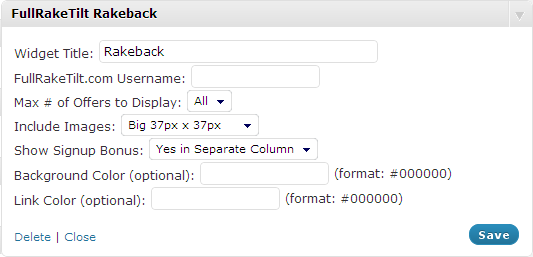 FullRakeTilt Rakeback
Widget Title: Rakeback
FullRakeTilt.com Username:
Max # of Offers to Display: All
Include Images: Big 37px x 37px
Show Signup Bonus: Yes in Separate Column
Background Color (optional): (format: #000000)
Link Color (optional): (format: #000000)
Delete | Close Save